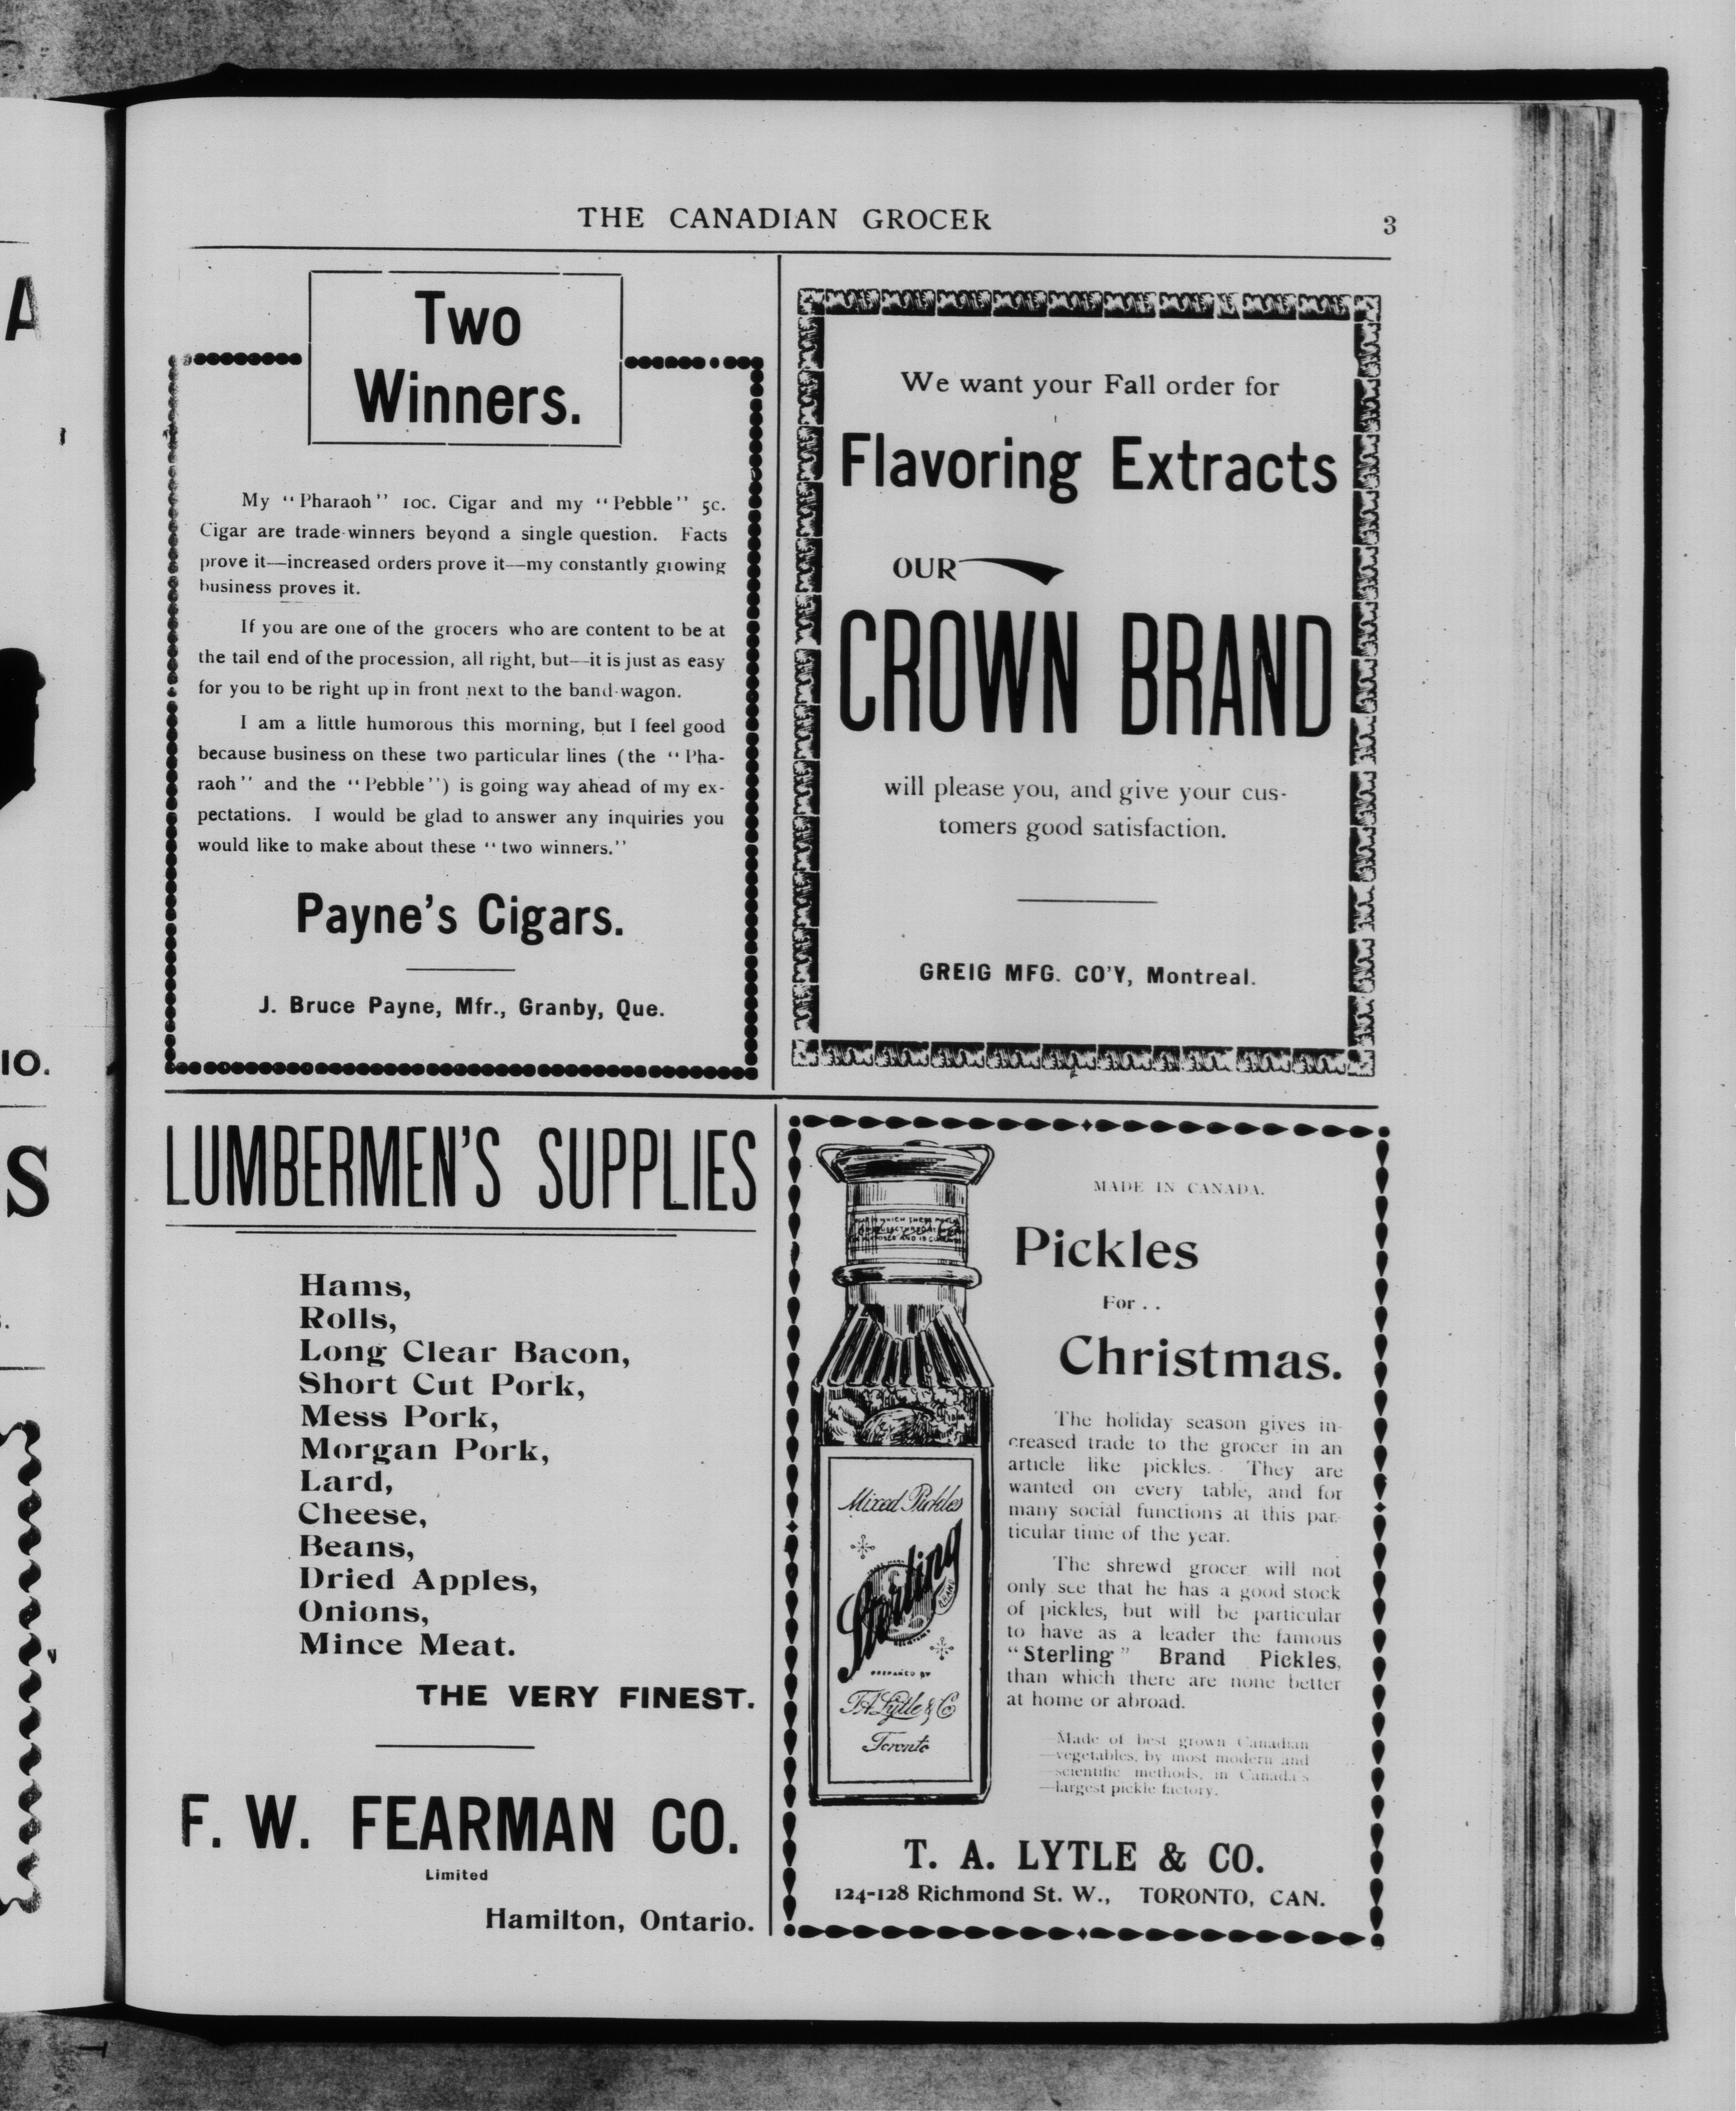 THE CANADIAN GROCER
3
Two
Winners.
My "Pharaoh" 10c. Cigar and my "Pebble" 5c.
Cigar are trade-winners beyond a single question. Facts
prove it—increased orders prove it—my constantly growing
business proves it.
If you are one of the grocers who are content to be at
the tail end of the procession, all right, but—it is just as easy
for you to be right up in front next to the band-wagon.
I am a little humorous this morning, but I feel good
because business on these two particular lines (the "Pha-
raoh" and the "Pebble") is going way ahead of my ex-
pectations. I would be glad to answer any inquiries you
would like to make about these "two winners."
Payne's Cigars.
J. Bruce Payne, Mfr., Granby, Que.
We want your Fall order for
Flavoring Extracts
OUR
CROWN BRAND
will please you, and give your cus-
tomers good satisfaction.
GREIG MFG. CO'Y, Montreal.
LUMBERMEN'S SUPPLIES
Hams,
Rolls,
Long Clear Bacon,
Short Cut Pork,
Mess Pork,
Morgan Pork,
Lard,
Cheese,
Beans,
Dried Apples,
Onions,
Mince Meat.
THE VERY FINEST.
F. W. FEARMAN CO.
Limited
Hamilton, Ontario.
MADE IN CANADA.
Pickles
For . .
Christmas.
The holiday season gives in-
creased trade to the grocer in an
article like pickles. They are
wanted on every table, and for
many social functions at this par-
ticular time of the year.
The shrewd grocer will not
only see that he has a good stock
of pickles, but will be particular
to have as a leader the famous
"Sterling" Brand Pickles,
than which there are none better
at home or abroad.
—Made of best grown Canadian
—vegetables, by most modern and
—scientific methods, in Canada's
—largest pickle factory.
Mixed Pickles
Sterling
BRAND
PREPARED BY
T.A. Lytle & Co
Toronto
T. A. LYTLE & CO.
124-128 Richmond St. W., TORONTO, CAN.
A
10.
S